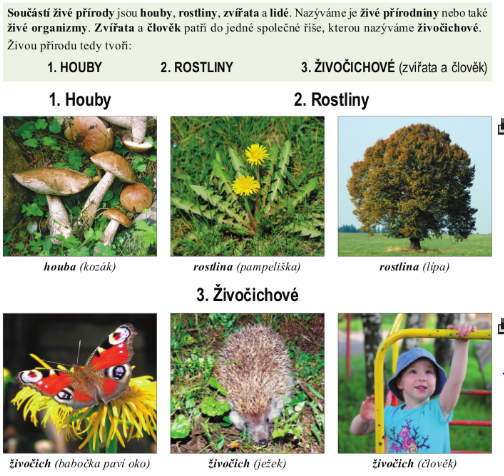 Součástí živé přírody jsou houby, rostliny, zvířata a lidé. Nazýváme je živé přírodniny nebo také
živé organizmy. Zvířata a člověk patří do jedné společné říše, kterou nazýváme živočichové.
Živou přírodu tedy tvoří:
1. HOUBY 2. ROSTLINY 3. ŽIVOČICHOVÉ (zvířata a člověk)
1. Houby 2. Rostliny
houba (kozák) rostlina (pampeliška) rostlina (lípa)
3. Živočichové
živočich (babočka paví oko) živočich (ježek) živočich (člověk)